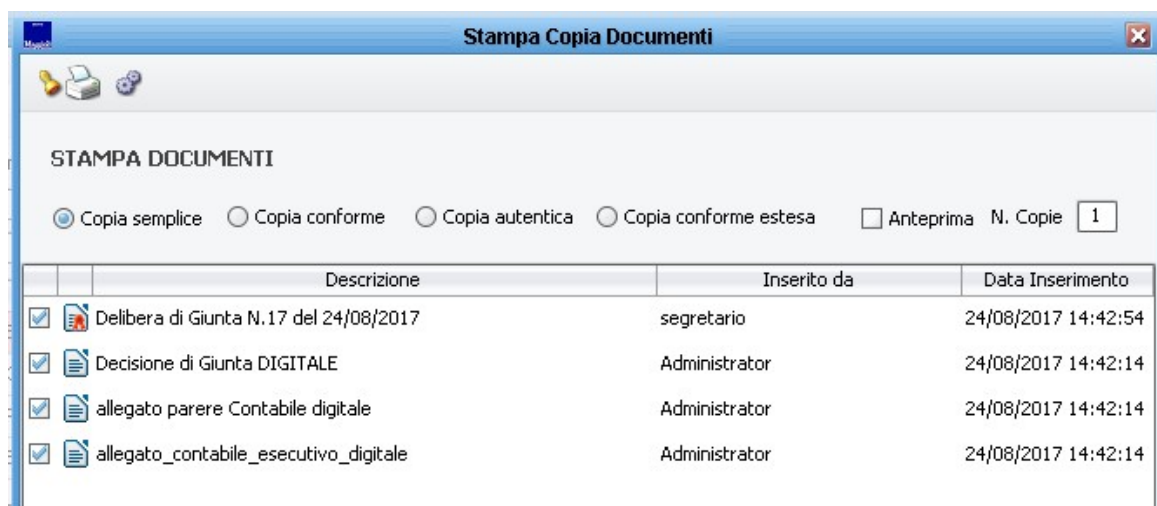 Maggioli
Stampa Copia Documenti
STAMPA DOCUMENTI
Copia semplice Copia conforme Copia autentica Copia conforme estesa Anteprima N. Copie 1
Descrizione Inserito da Data Inserimento
Delibera di Giunta N.17 del 24/08/2017 segretario 24/08/2017 14:42:54
Decisione di Giunta DIGITALE Administrator 24/08/2017 14:42:14
allegato parere Contabile digitale Administrator 24/08/2017 14:42:14
allegato_contabile_esecutivo_digitale Administrator 24/08/2017 14:42:14